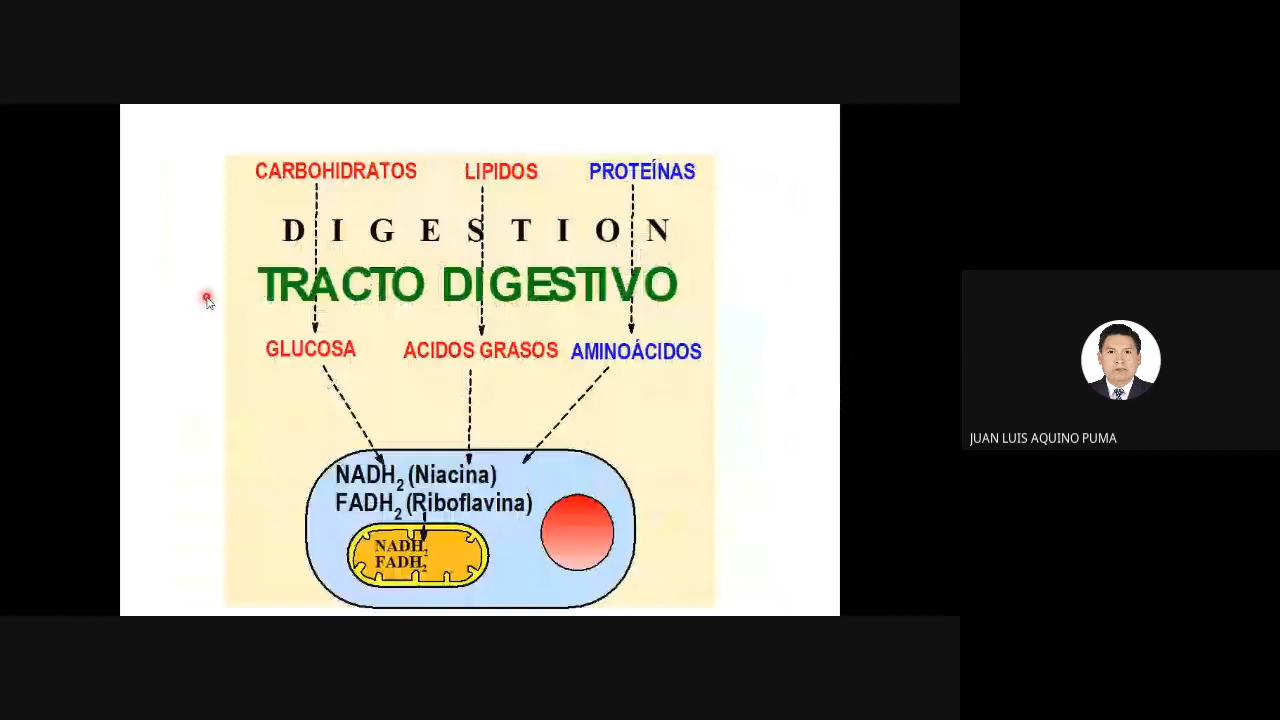 CARBOHIDRATOS LIPIDOS PROTEÍNAS
D I G E S T I O N
TRACTO DIGESTIVO
GLUCOSA ACIDOS GRASOS AMINOÁCIDOS
NADH2 (Niacina)
FADH2 (Riboflavina)
NADH2
FADH2
JUAN LUIS AQUINO PUMA